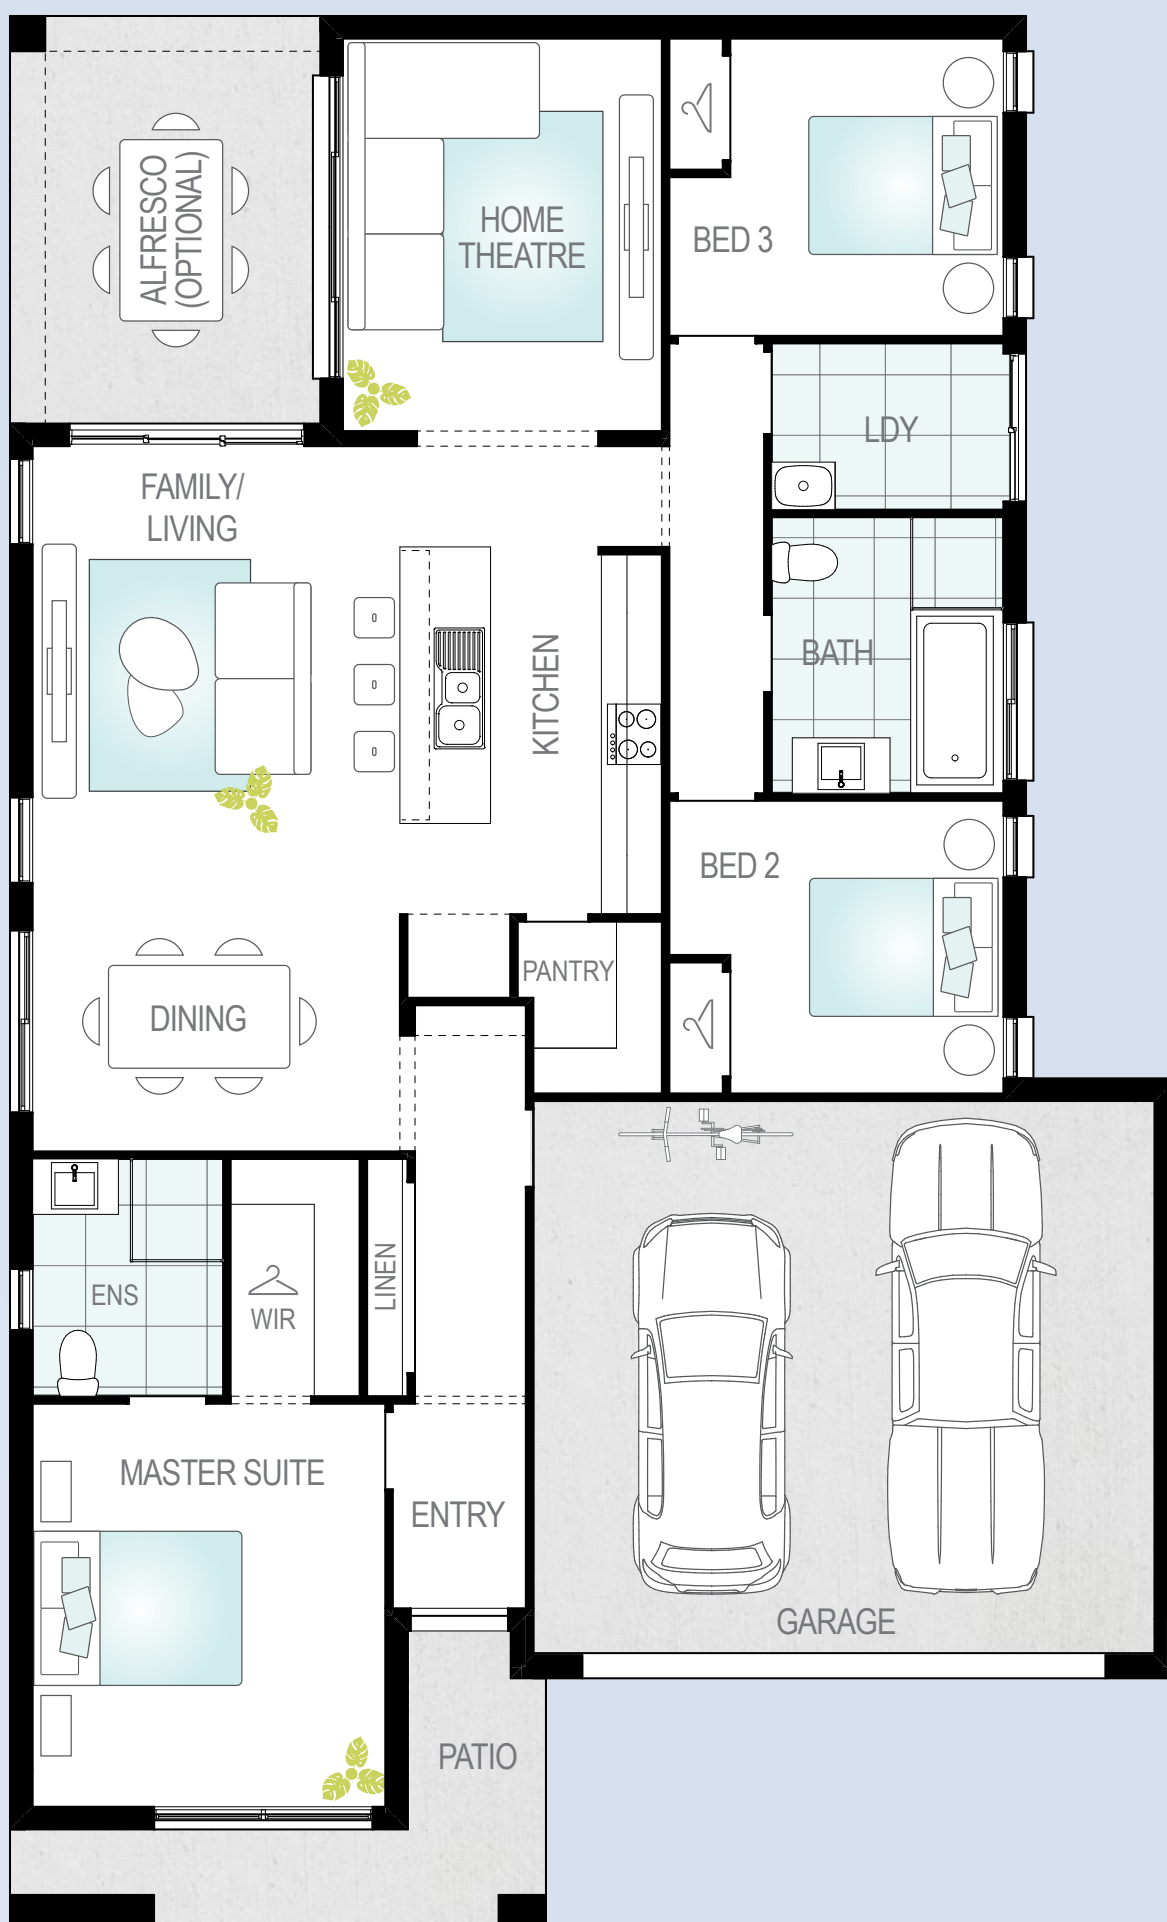 ALFRESCO
(OPTIONAL)
HOME
THEATRE
BED 3
LDY
FAMILY/
LIVING
KITCHEN
BATH
BED 2
PANTRY
DINING
ENS
WIR
LINEN
MASTER SUITE
ENTRY
GARAGE
PATIO